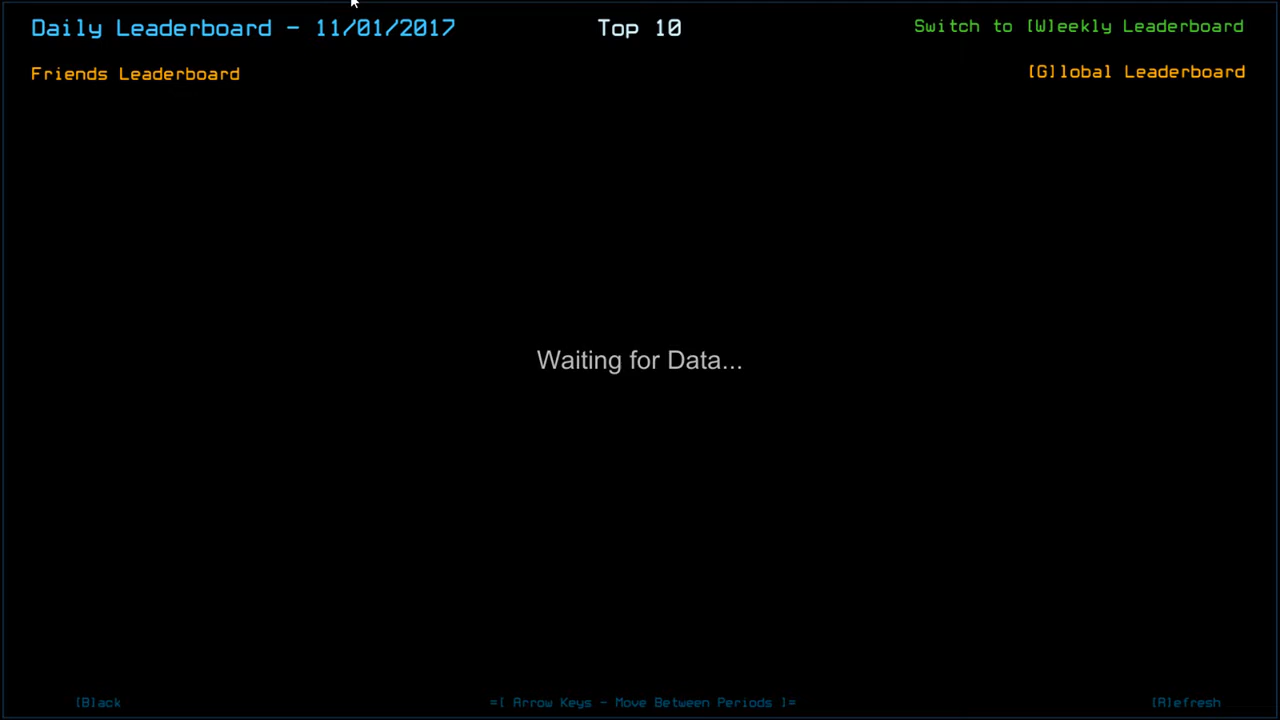 Daily Leaderboard - 11/01/2017 Top 10 Switch to [W]eekly Leaderboard
Friends Leaderboard [G]lobal Leaderboard
Waiting for Data...
[B]ack =[ Arrow Keys - Move Between Periods ]= [R]efresh